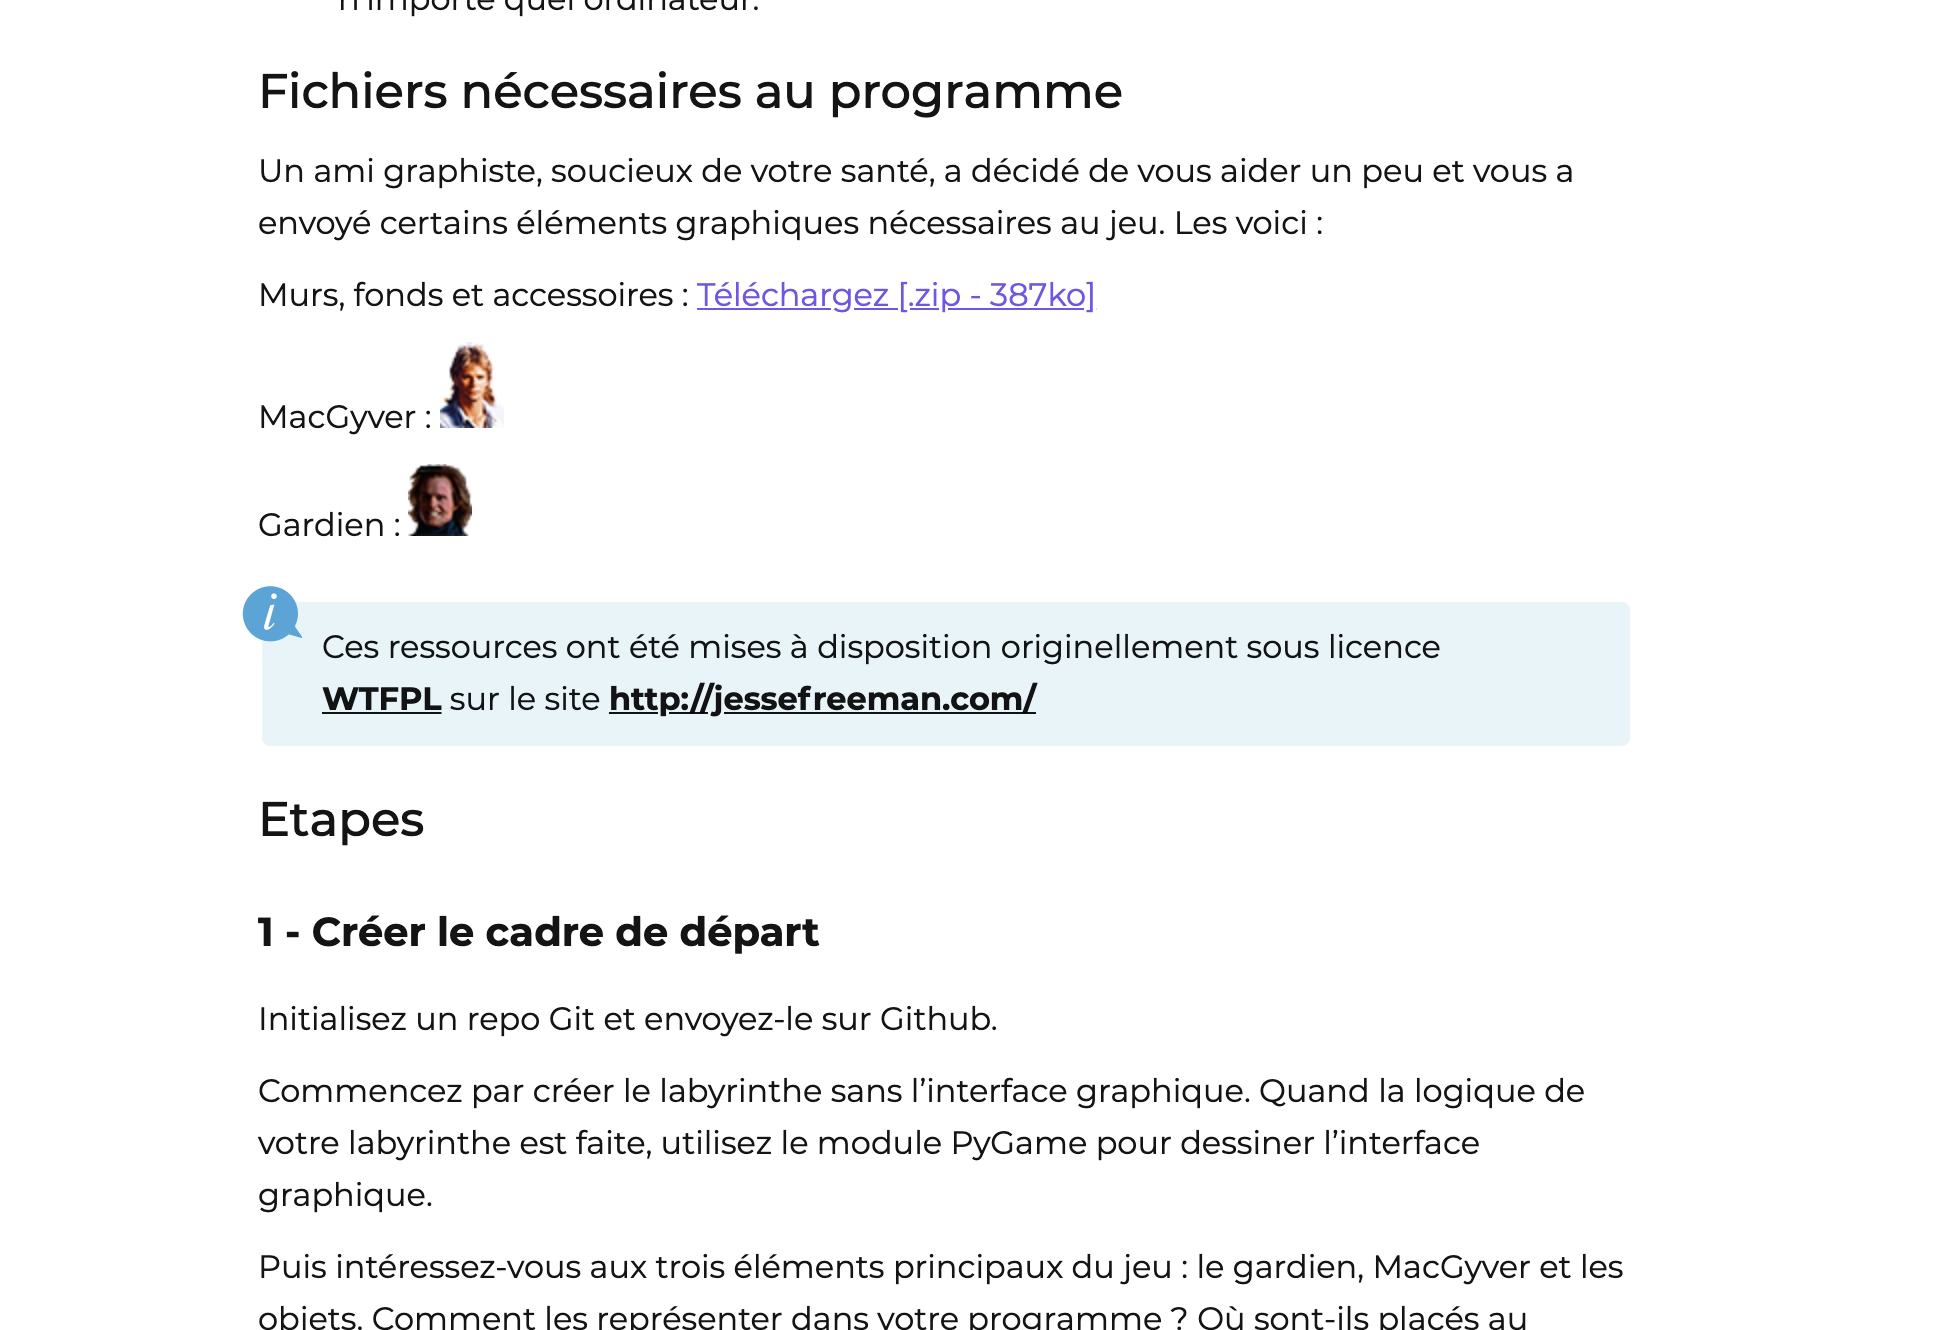 n'importe quel ordinateur.
Fichiers nécessaires au programme
Un ami graphiste, soucieux de votre santé, a décidé de vous aider un peu et vous a
envoyé certains éléments graphiques nécessaires au jeu. Les voici :
Murs, fonds et accessoires : Téléchargez [.zip - 387ko]
MacGyver :
Gardien :
i
Ces ressources ont été mises à disposition originellement sous licence
WTFPL sur le site http://jessefreeman.com/
Etapes
1 - Créer le cadre de départ
Initialisez un repo Git et envoyez-le sur Github.
Commencez par créer le labyrinthe sans l’interface graphique. Quand la logique de
votre labyrinthe est faite, utilisez le module PyGame pour dessiner l’interface
graphique.
Puis intéressez-vous aux trois éléments principaux du jeu : le gardien, MacGyver et les
objets. Comment les représenter dans votre programme ? Où sont-ils placés au